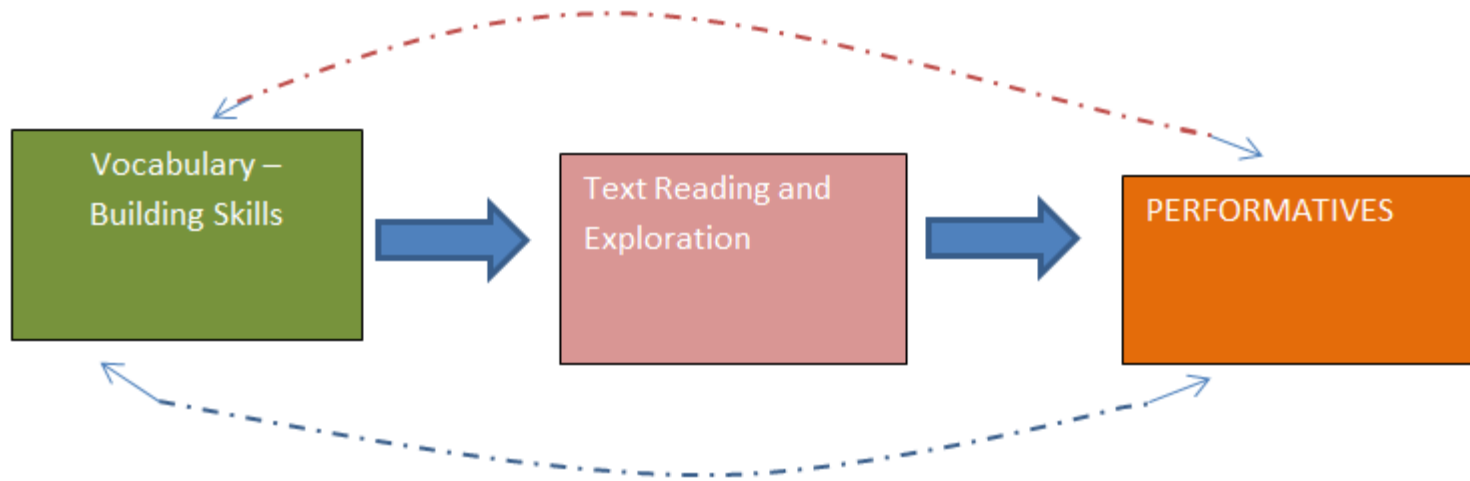 Vocabulary –
Building Skills
Text Reading and
Exploration
PERFORMATIVES